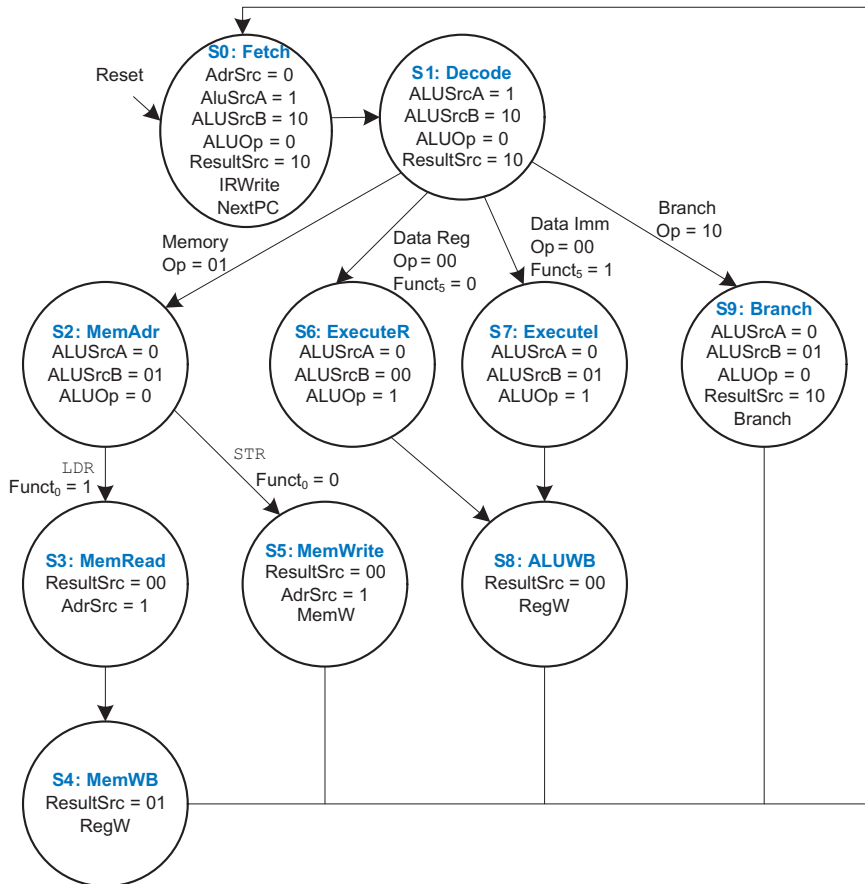 Reset
S0: Fetch
AdrSrc = 0
AluSrcA = 1
ALUSrcB = 10
ALUOp = 0
ResultSrc = 10
IRWrite
NextPC
S1: Decode
ALUSrcA = 1
ALUSrcB = 10
ALUOp = 0
ResultSrc = 10
Memory
Op = 01
Data Reg
Op = 00
Funct₅ = 0
Data Imm
Op = 00
Funct₅ = 1
Branch
Op = 10
S2: MemAdr
ALUSrcA = 0
ALUSrcB = 01
ALUOp = 0
S6: ExecuteR
ALUSrcA = 0
ALUSrcB = 00
ALUOp = 1
S7: ExecuteI
ALUSrcA = 0
ALUSrcB = 01
ALUOp = 1
S9: Branch
ALUSrcA = 0
ALUSrcB = 01
ALUOp = 0
ResultSrc = 10
Branch
LDR
Funct₀ = 1
STR
Funct₀ = 0
S3: MemRead
ResultSrc = 00
AdrSrc = 1
S5: MemWrite
ResultSrc = 00
AdrSrc = 1
MemW
S8: ALUWB
ResultSrc = 00
RegW
S4: MemWB
ResultSrc = 01
RegW